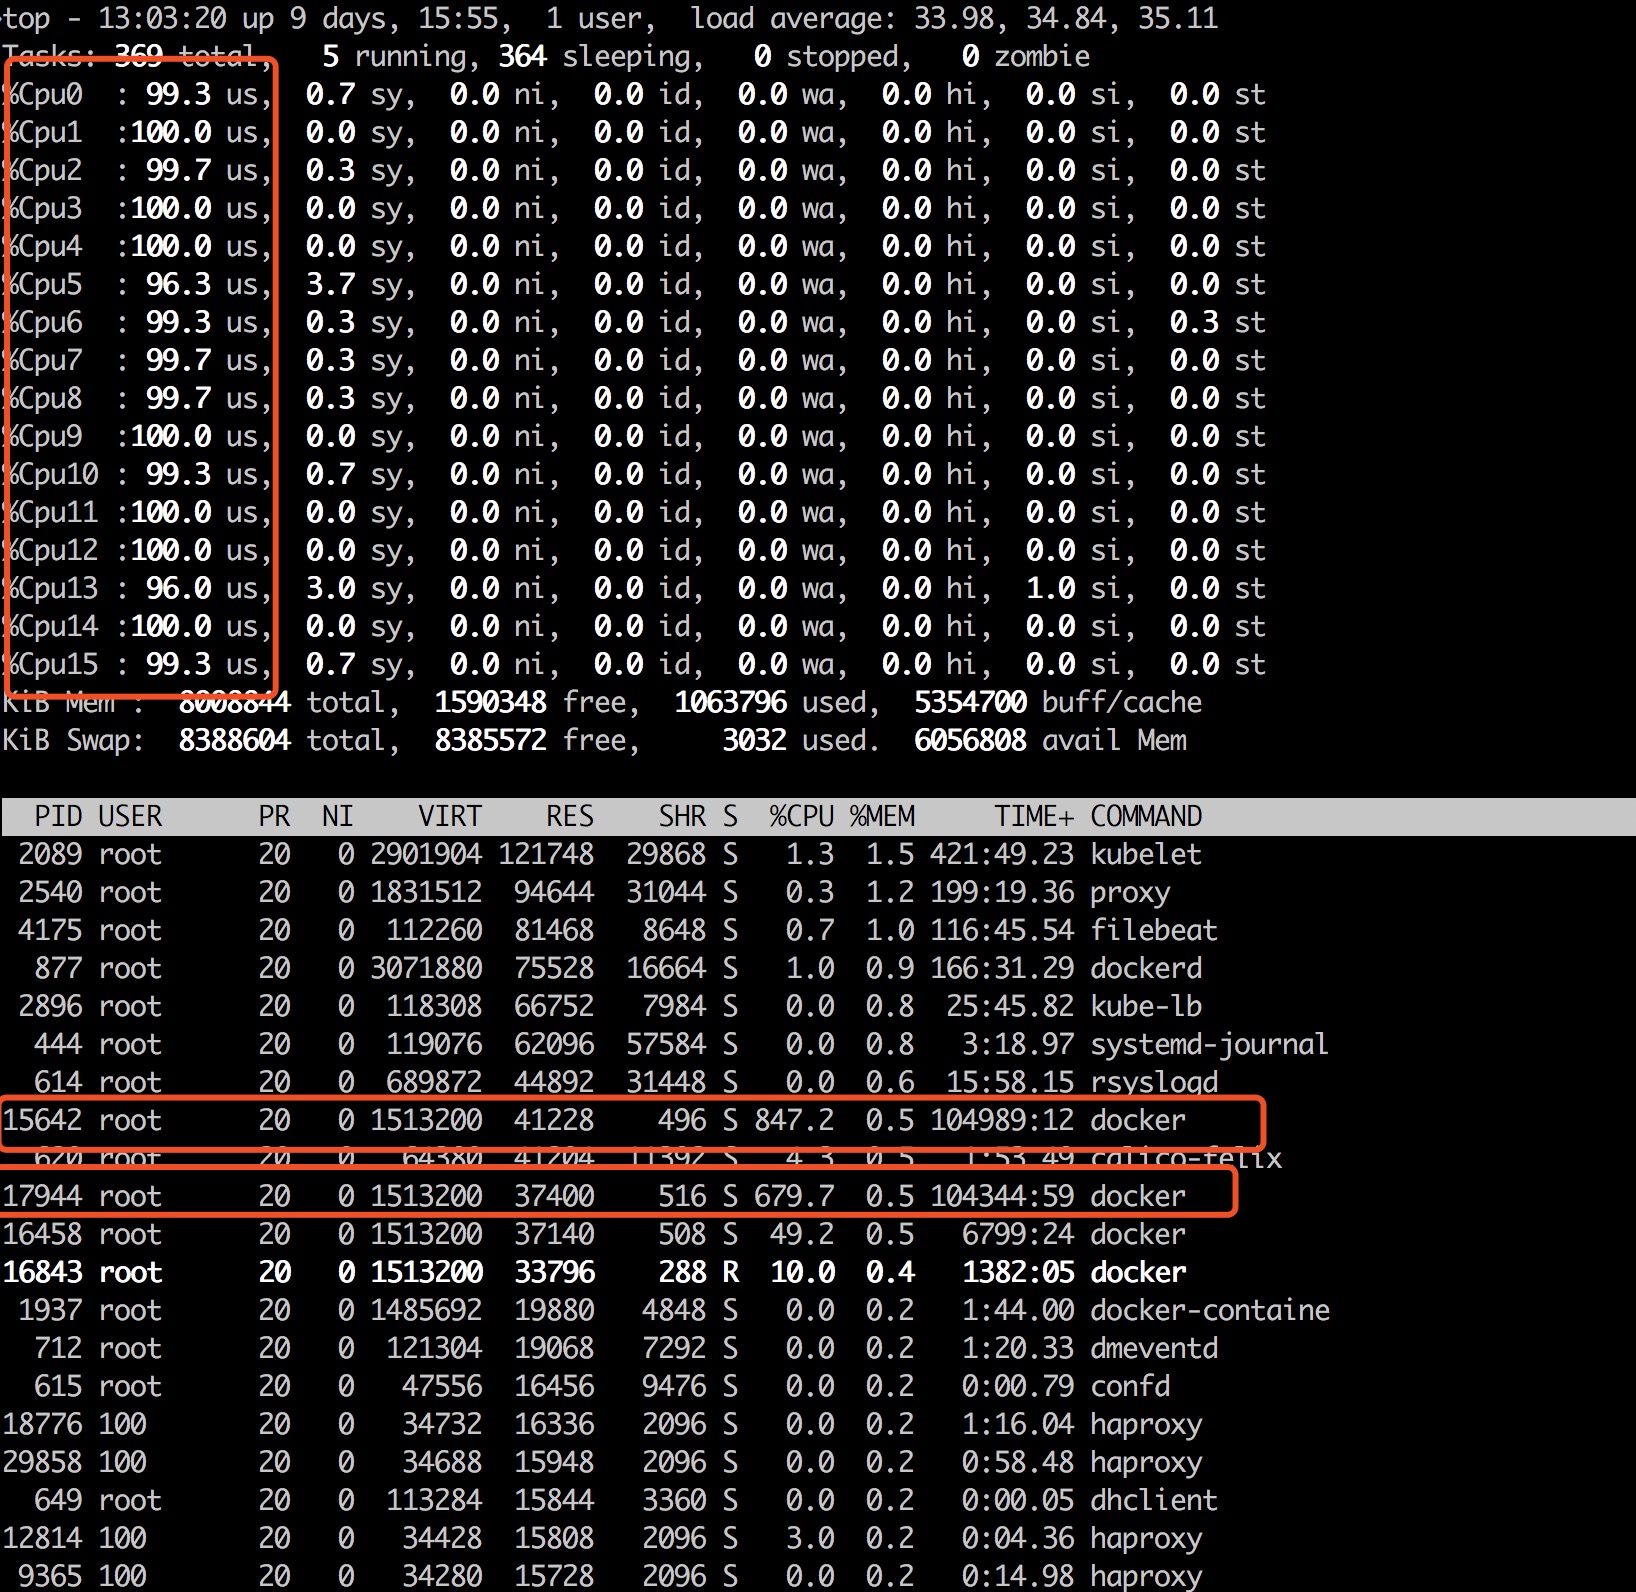 top - 13:03:20 up 9 days, 15:55,  1 user,  load average: 33.98, 34.84, 35.11
Tasks: 369 total,   5 running, 364 sleeping,   0 stopped,   0 zombie
%Cpu0  : 99.3 us,  0.7 sy,  0.0 ni,  0.0 id,  0.0 wa,  0.0 hi,  0.0 si,  0.0 st
%Cpu1  :100.0 us,  0.0 sy,  0.0 ni,  0.0 id,  0.0 wa,  0.0 hi,  0.0 si,  0.0 st
%Cpu2  : 99.7 us,  0.3 sy,  0.0 ni,  0.0 id,  0.0 wa,  0.0 hi,  0.0 si,  0.0 st
%Cpu3  :100.0 us,  0.0 sy,  0.0 ni,  0.0 id,  0.0 wa,  0.0 hi,  0.0 si,  0.0 st
%Cpu4  :100.0 us,  0.0 sy,  0.0 ni,  0.0 id,  0.0 wa,  0.0 hi,  0.0 si,  0.0 st
%Cpu5  : 96.3 us,  3.7 sy,  0.0 ni,  0.0 id,  0.0 wa,  0.0 hi,  0.0 si,  0.0 st
%Cpu6  : 99.3 us,  0.3 sy,  0.0 ni,  0.0 id,  0.0 wa,  0.0 hi,  0.0 si,  0.3 st
%Cpu7  : 99.7 us,  0.3 sy,  0.0 ni,  0.0 id,  0.0 wa,  0.0 hi,  0.0 si,  0.0 st
%Cpu8  : 99.7 us,  0.3 sy,  0.0 ni,  0.0 id,  0.0 wa,  0.0 hi,  0.0 si,  0.0 st
%Cpu9  :100.0 us,  0.0 sy,  0.0 ni,  0.0 id,  0.0 wa,  0.0 hi,  0.0 si,  0.0 st
%Cpu10 : 99.3 us,  0.7 sy,  0.0 ni,  0.0 id,  0.0 wa,  0.0 hi,  0.0 si,  0.0 st
%Cpu11 :100.0 us,  0.0 sy,  0.0 ni,  0.0 id,  0.0 wa,  0.0 hi,  0.0 si,  0.0 st
%Cpu12 :100.0 us,  0.0 sy,  0.0 ni,  0.0 id,  0.0 wa,  0.0 hi,  0.0 si,  0.0 st
%Cpu13 : 96.0 us,  3.0 sy,  0.0 ni,  0.0 id,  0.0 wa,  0.0 hi,  1.0 si,  0.0 st
%Cpu14 :100.0 us,  0.0 sy,  0.0 ni,  0.0 id,  0.0 wa,  0.0 hi,  0.0 si,  0.0 st
%Cpu15 : 99.3 us,  0.7 sy,  0.0 ni,  0.0 id,  0.0 wa,  0.0 hi,  0.0 si,  0.0 st
KiB Mem :  8008844 total,  1590348 free,  1063796 used,  5354700 buff/cache
KiB Swap:  8388604 total,  8385572 free,     3032 used.  6056808 avail Mem
PID USER      PR  NI    VIRT    RES    SHR S  %CPU %MEM     TIME+ COMMAND
2089 root      20   0 2901904 121748  29868 S   1.3  1.5 421:49.23 kubelet
2540 root      20   0 1831512  94644  31044 S   0.3  1.2 199:19.36 proxy
4175 root      20   0  112260  81468   8648 S   0.7  1.0 116:45.54 filebeat
877 root      20   0 3071880  75528  16664 S   1.0  0.9 166:31.29 dockerd
2896 root      20   0  118308  66752   7984 S   0.0  0.8  25:45.82 kube-lb
444 root      20   0  119076  62096  57584 S   0.0  0.8   3:18.97 systemd-journal
614 root      20   0  689872  44892  31448 S   0.0  0.6  15:58.15 rsyslogd
15642 root      20   0 1513200  41228    496 S 847.2  0.5 104989:12 docker
620 root      20   0   64380  41204  11392 S   4.3  0.5   1:53.49 calico-felix
17944 root      20   0 1513200  37400    516 S 679.7  0.5 104344:59 docker
16458 root      20   0 1513200  37140    508 S  49.2  0.5   6799:24 docker
16843 root      20   0 1513200  33796    288 R  10.0  0.4   1382:05 docker
1937 root      20   0 1485692  19880   4848 S   0.0  0.2   1:44.00 docker-containe
712 root      20   0  121304  19068   7292 S   0.0  0.2   1:20.33 dmeventd
615 root      20   0   47556  16456   9476 S   0.0  0.2   0:00.79 confd
18776 100       20   0   34732  16336   2096 S   0.0  0.2   1:16.04 haproxy
29858 100       20   0   34688  15948   2096 S   0.0  0.2   0:58.48 haproxy
649 root      20   0  113284  15844   3360 S   0.0  0.2   0:00.05 dhclient
12814 100       20   0   34428  15808   2096 S   3.0  0.2   0:04.36 haproxy
9365 100       20   0   34280  15728   2096 S   0.0  0.2   0:14.98 haproxy